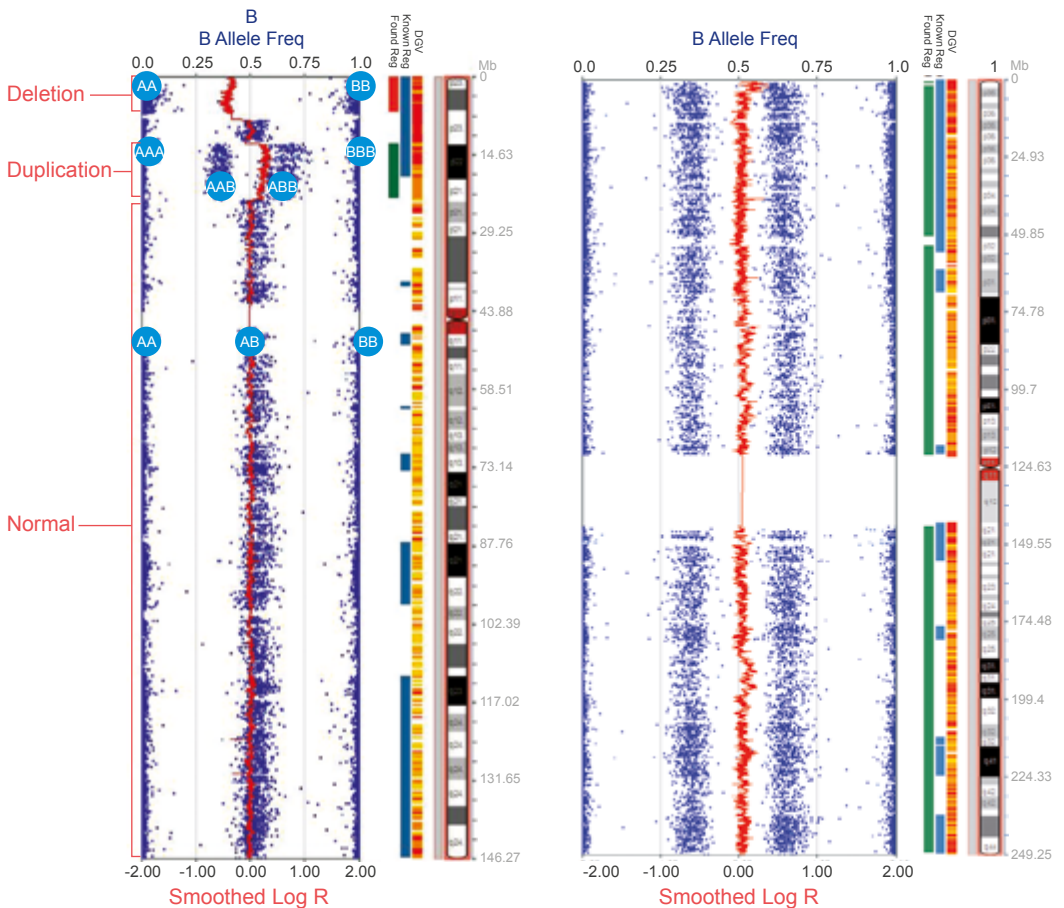 B
B Allele Freq
0.0 0.25 0.5 0.75 1.0
Found Reg
Known Reg
DGV
Mb
Deletion
AA
BB
Duplication
AAA
BBB
AAB
ABB
Normal
AA
AB
BB
0
14.63
29.25
43.88
58.51
73.14
87.76
102.39
117.02
131.65
146.27
-2.00 -1.00 0.00 1.00 2.00
Smoothed Log R
B Allele Freq
0.0 0.25 0.5 0.75 1.0
Found Reg
Known Reg
DGV
1
Mb
0
24.93
49.85
74.78
99.7
124.63
149.55
174.48
199.4
224.33
249.25
-2.00 -1.00 0.00 1.00 2.00
Smoothed Log R